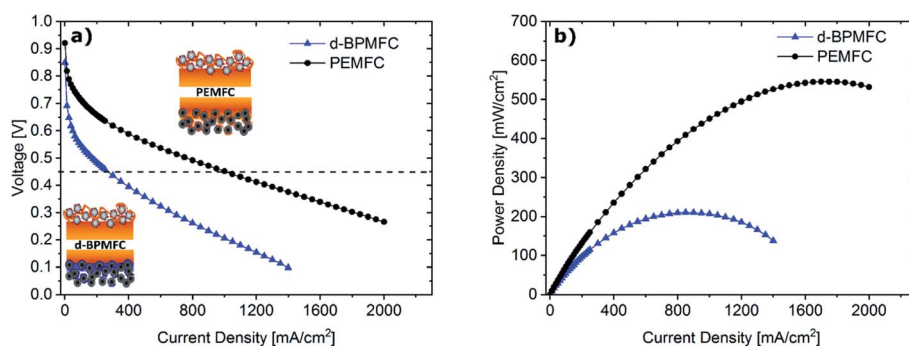 a)
d-BPMFC
PEMFC
PEMFC
d-BPMFC
Voltage [V]
1.0
0.9
0.8
0.7
0.6
0.5
0.4
0.3
0.2
0.1
0.0
0 400 800 1200 1600 2000
Current Density [mA/cm²]
b)
d-BPMFC
PEMFC
Power Density [mW/cm²]
700
600
500
400
300
200
100
0
0 400 800 1200 1600 2000
Current Density [mA/cm²]